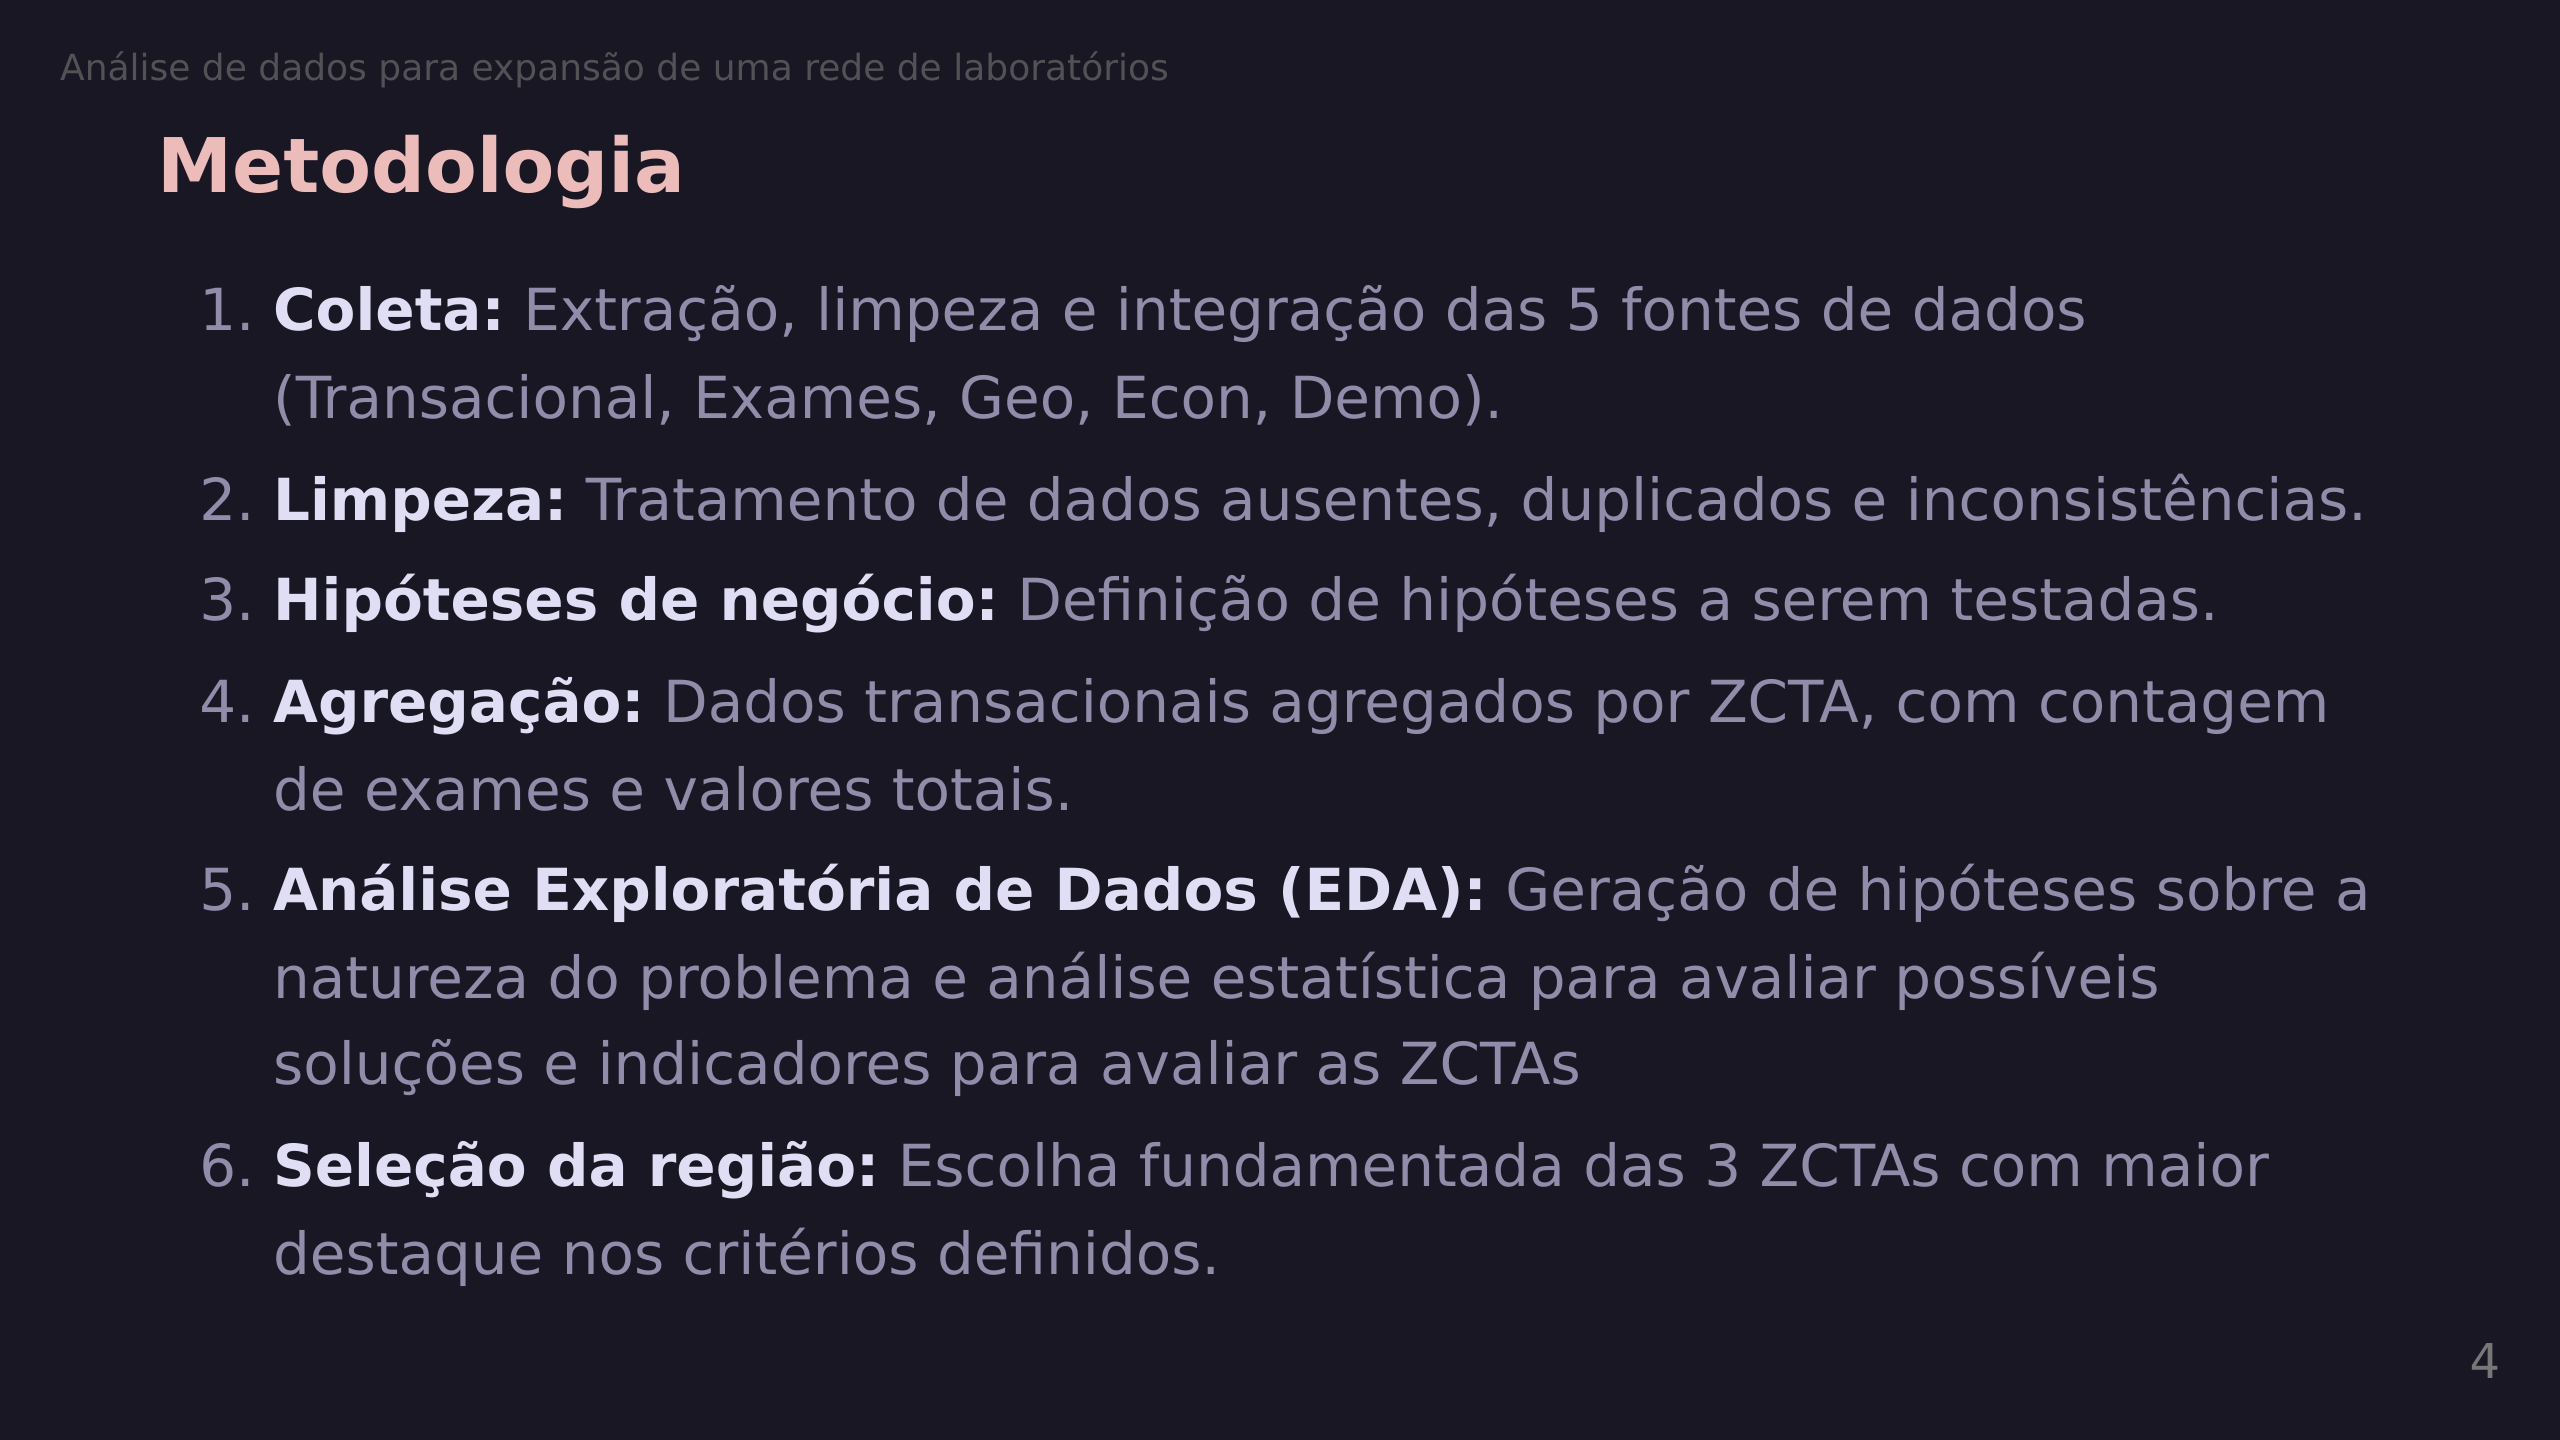 Análise de dados para expansão de uma rede de laboratórios
Metodologia
1. Coleta: Extração, limpeza e integração das 5 fontes de dados
(Transacional, Exames, Geo, Econ, Demo).
2. Limpeza: Tratamento de dados ausentes, duplicados e inconsistências.
3. Hipóteses de negócio: Definição de hipóteses a serem testadas.
4. Agregação: Dados transacionais agregados por ZCTA, com contagem
de exames e valores totais.
5. Análise Exploratória de Dados (EDA): Geração de hipóteses sobre a
natureza do problema e análise estatística para avaliar possíveis
soluções e indicadores para avaliar as ZCTAs
6. Seleção da região: Escolha fundamentada das 3 ZCTAs com maior
destaque nos critérios definidos.
4